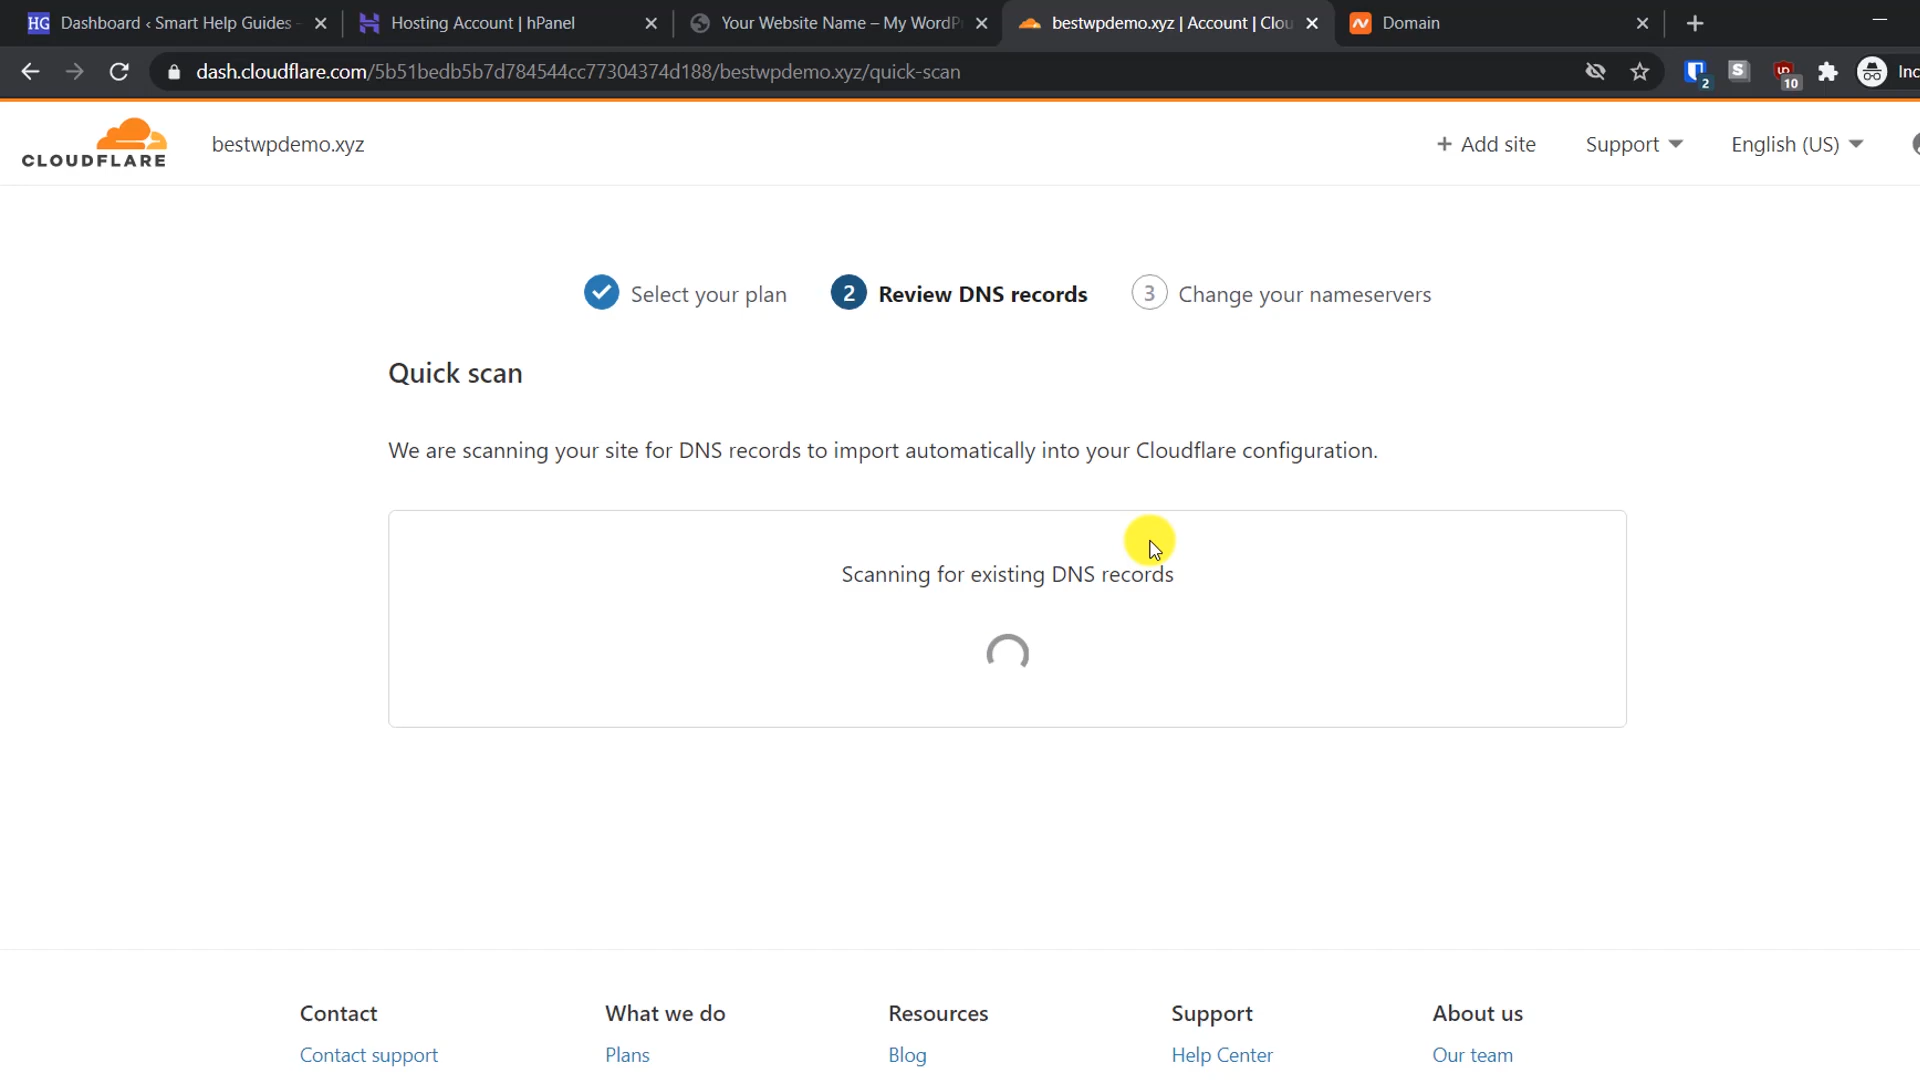 HG Dashboard ‹ Smart Help Guides -
Hosting Account | hPanel
Your Website Name – My WordP
bestwpdemo.xyz | Account | Clou
Domain
dash.cloudflare.com/5b51bedb5b7d784544cc77304374d188/bestwpdemo.xyz/quick-scan
2
S
10
Inc
CLOUDFLARE
bestwpdemo.xyz
+ Add site
Support
English (US)
Select your plan
2 Review DNS records
3 Change your nameservers
Quick scan
We are scanning your site for DNS records to import automatically into your Cloudflare configuration.
Scanning for existing DNS records
Contact
What we do
Resources
Support
About us
Contact support
Plans
Blog
Help Center
Our team